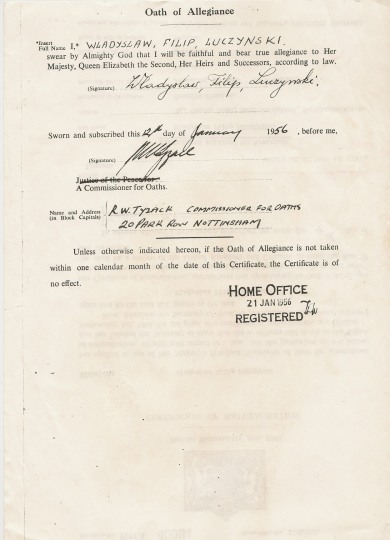 Oath of Allegiance
*Insert
Full Name I,* WLADYSLAW, FILIP, LUCZYNSKI.
swear by Almighty God that I will be faithful and bear true allegiance to Her
Majesty, Queen Elizabeth the Second, Her Heirs and Successors, according to law.
(Signature) Wladyslaw, Filip, Luczynski.
Sworn and subscribed this day of January 1956, before me,
(Signature)
Justice of the Peace/or
A Commissioner for Oaths.
Name and Address
(in Block Capitals) R.W. TYZACK COMMISSIONER FOR OATHS
20 PARK ROW NOTTINGHAM
Unless otherwise indicated hereon, if the Oath of Allegiance is not taken
within one calendar month of the date of this Certificate, the Certificate is of
no effect.
HOME OFFICE
21 JAN 1956
REGISTERED